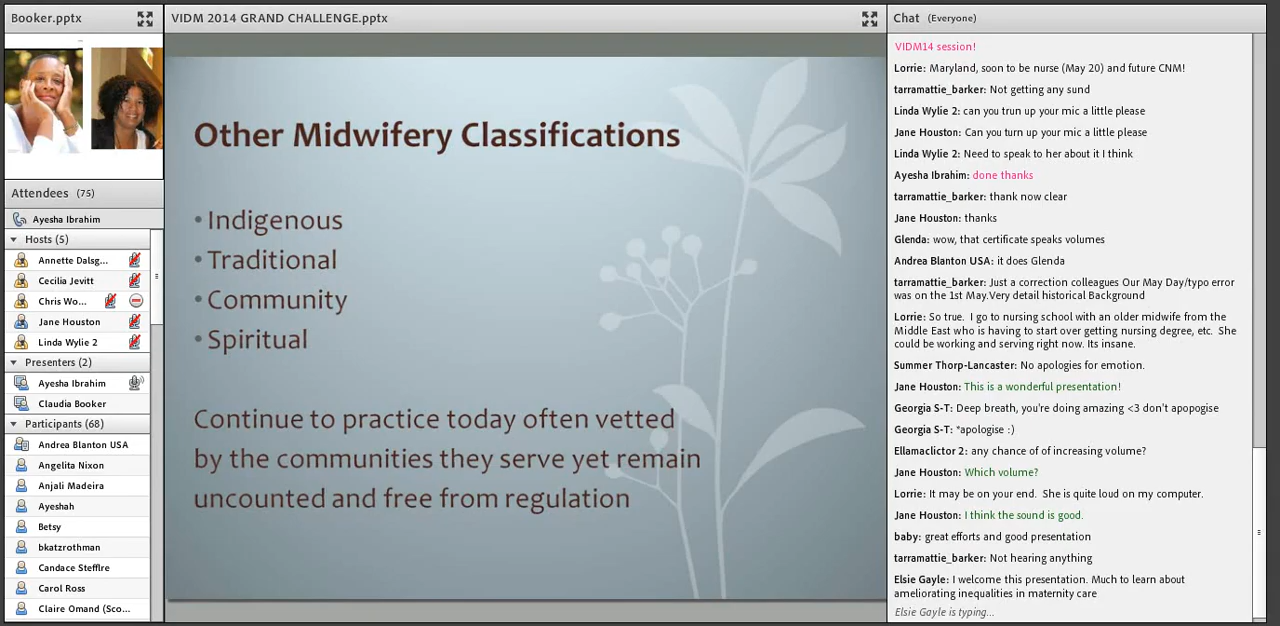 Booker.pptx
Attendees (75)
Ayesha Ibrahim
Hosts (5)
Annette Dalsg...
Cecilia Jevitt
Chris Wo...
Jane Houston
Linda Wylie 2
Presenters (2)
Ayesha Ibrahim
Claudia Booker
Participants (68)
Andrea Blanton USA
Angelita Nixon
Anjali Madeira
Ayeshah
Betsy
bkatzrothman
Candace Stefflre
Carol Ross
Claire Omand (Sco...
VIDM 2014 GRAND CHALLENGE.pptx
Other Midwifery Classifications
• Indigenous
• Traditional
• Community
• Spiritual
Continue to practice today often vetted
by the communities they serve yet remain
uncounted and free from regulation
Chat (Everyone)
VIDM14 session!
Lorrie: Maryland, soon to be nurse (May 20) and future CNM!
tarramattie_barker: Not getting any sund
Linda Wylie 2: can you trun up your mic a little please
Jane Houston: Can you turn up your mic a little please
Linda Wylie 2: Need to speak to her about it I think
Ayesha Ibrahim: done thanks
tarramattie_barker: thank now clear
Jane Houston: thanks
Glenda: wow, that certificate speaks volumes
Andrea Blanton USA: it does Glenda
tarramattie_barker: Just a correction colleagues Our May Day/typo error
was on the 1st May.Very detail historical Background
Lorrie: So true. I go to nursing school with an older midwife from the
Middle East who is having to start over getting nursing degree, etc. She
could be working and serving right now. Its insane.
Summer Thorp-Lancaster: No apologies for emotion.
Jane Houston: This is a wonderful presentation!
Georgia S-T: Deep breath, you're doing amazing <3 don't apopogise
Georgia S-T: *apologise :)
Ellamaclictor 2: any chance of of increasing volume?
Jane Houston: Which volume?
Lorrie: It may be on your end. She is quite loud on my computer.
Jane Houston: I think the sound is good.
baby: great efforts and good presentation
tarramattie_barker: Not hearing anything
Elsie Gayle: I welcome this presentation. Much to learn about
ameliorating inequalities in maternity care
Elsie Gayle is typing...